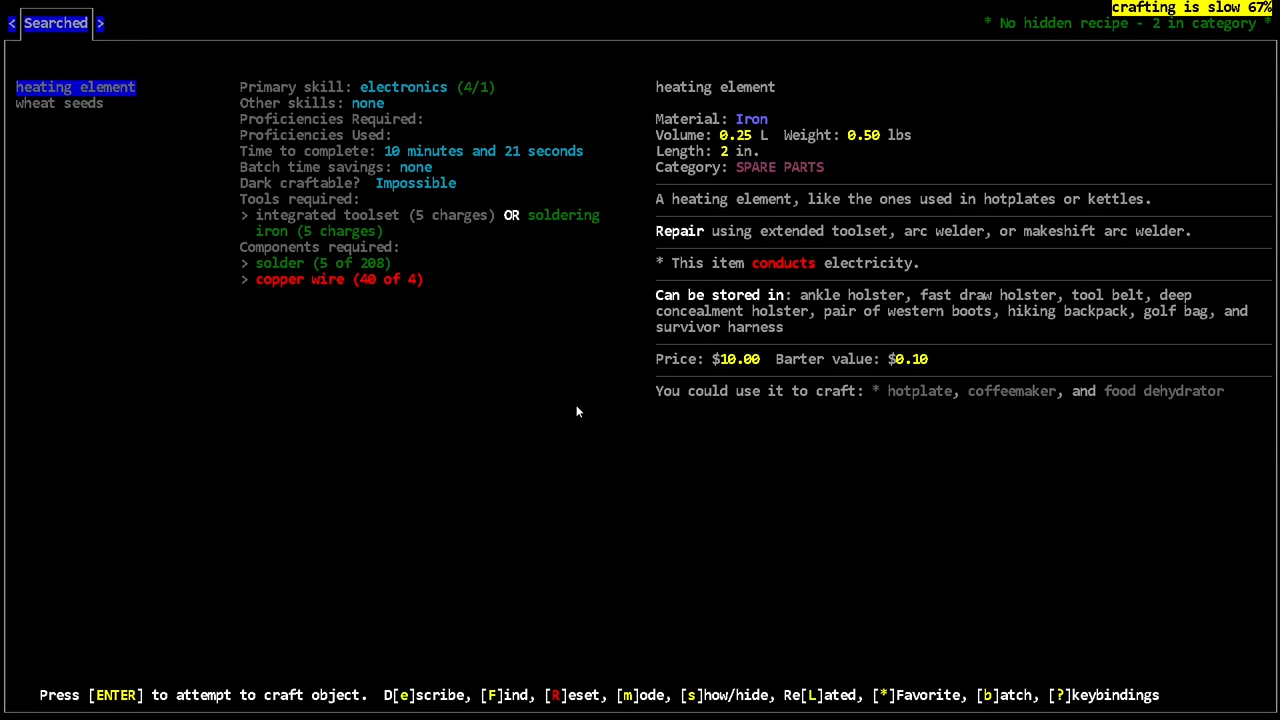 crafting is slow 67%
< Searched >
* No hidden recipe - 2 in category *
heating element
wheat seeds
Primary skill: electronics (4/1)
Other skills: none
Proficiencies Required:
Proficiencies Used:
Time to complete: 10 minutes and 21 seconds
Batch time savings: none
Dark craftable?  Impossible
Tools required:
> integrated toolset (5 charges) OR soldering
iron (5 charges)
Components required:
> solder (5 of 208)
> copper wire (40 of 4)
heating element
Material: Iron
Volume: 0.25 L  Weight: 0.50 lbs
Length: 2 in.
Category: SPARE PARTS
A heating element, like the ones used in hotplates or kettles.
Repair using extended toolset, arc welder, or makeshift arc welder.
* This item conducts electricity.
Can be stored in: ankle holster, fast draw holster, tool belt, deep
concealment holster, pair of western boots, hiking backpack, golf bag, and
survivor harness
Price: $10.00  Barter value: $0.10
You could use it to craft: * hotplate, coffeemaker, and food dehydrator
Press [ENTER] to attempt to craft object.  D[e]scribe, [F]ind, [R]eset, [m]ode, [s]how/hide, Re[L]ated, [*]Favorite, [b]atch, [?]keybindings